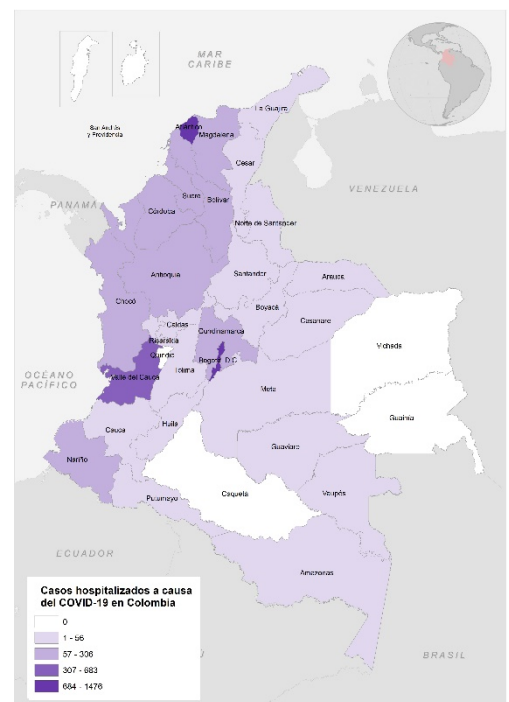 MAR
CARIBE
San Andrés
y Providencia
La Guajira
Atlántico
Magdalena
Cesar
VENEZUELA
PANAMÁ
Sucre
Bolívar
Córdoba
Norte de Santander
Antioquia
Santander
Arauca
Chocó
Boyacá
Casanare
Caldas
Cundinamarca
Risaralda
Vichada
Quindío
Bogotá D.C.
OCÉANO
PACÍFICO
Tolima
Valle del Cauca
Meta
Guainía
Cauca
Huila
Guaviare
Nariño
Caquetá
Vaupés
Putumayo
ECUADOR
Amazonas
Casos hospitalizados a causa
del COVID-19 en Colombia
0
1 - 56
57 - 306
307 - 683
684 - 1476
BRASIL